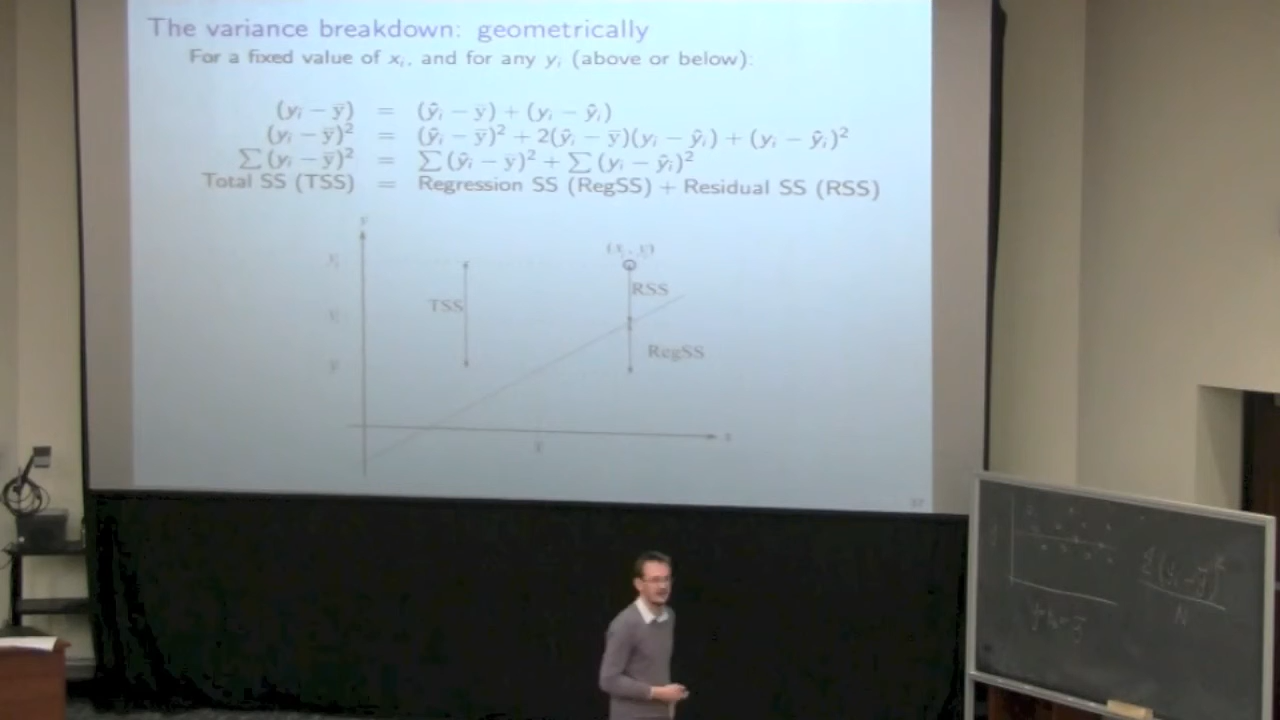 The variance breakdown: geometrically
For a fixed value of xᵢ, and for any yᵢ (above or below):
(yᵢ − ȳ) = (ŷᵢ − ȳ) + (yᵢ − ŷᵢ)
(yᵢ − ȳ)² = (ŷᵢ − ȳ)² + 2(ŷᵢ − ȳ)(yᵢ − ŷᵢ) + (yᵢ − ŷᵢ)²
∑(yᵢ − ȳ)² = ∑(ŷᵢ − y)² + ∑(yᵢ − ŷᵢ)²
Total SS (TSS) = Regression SS (RegSS) + Residual SS (RSS)
RSS
TSS
RegSS